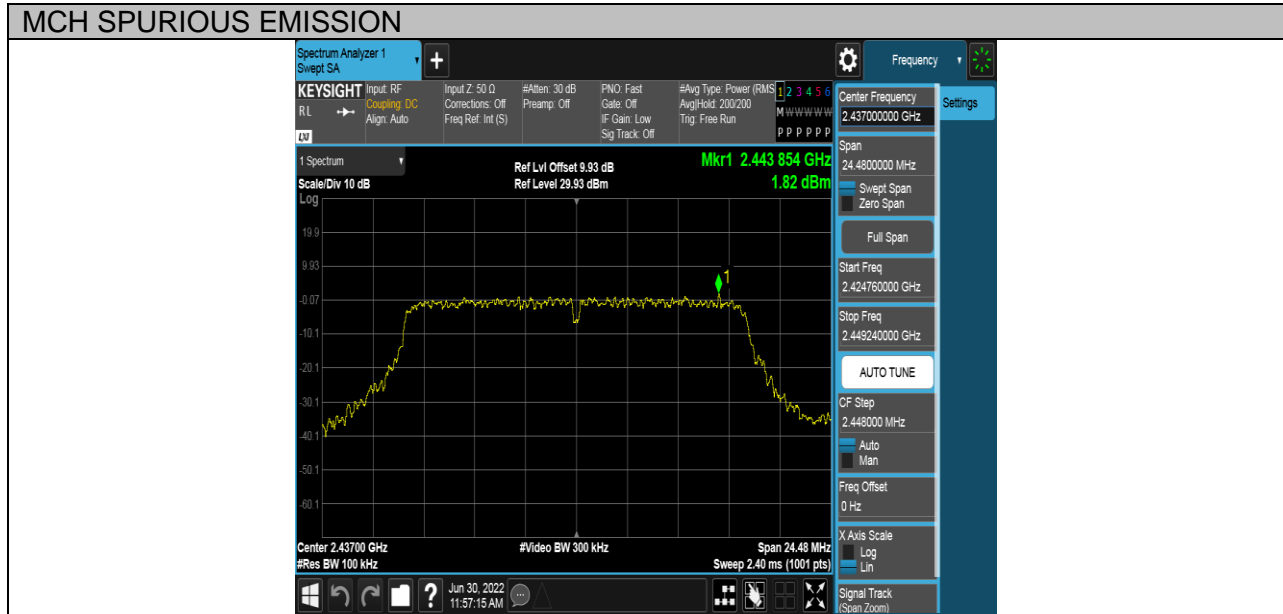 MCH SPURIOUS EMISSION
Spectrum Analyzer 1
Swept SA
+
Frequency
KEYSIGHT
RL
LXI
Input: RF
Coupling: DC
Align: Auto
Input Z: 50 Ω
Corrections: Off
Freq Ref: Int (S)
#Atten: 30 dB
Preamp: Off
PNO: Fast
Gate: Off
IF Gain: Low
Sig Track: Off
#Avg Type: Power (RMS
Avg|Hold: 200/200
Trig: Free Run
1 2 3 4 5 6
M W W W W W
P P P P P P
1 Spectrum
Scale/Div 10 dB
Ref Lvl Offset 9.93 dB
Ref Level 29.93 dBm
Mkr1 2.443 854 GHz
1.82 dBm
Log
19.9
9.93
-0.07
-10.1
-20.1
-30.1
-40.1
-50.1
-60.1
1
Center 2.43700 GHz
#Res BW 100 kHz
#Video BW 300 kHz
Span 24.48 MHz
Sweep 2.40 ms (1001 pts)
Jun 30, 2022
11:57:15 AM
Center Frequency
2.437000000 GHz
Settings
Span
24.4800000 MHz
Swept Span
Zero Span
Full Span
Start Freq
2.424760000 GHz
Stop Freq
2.449240000 GHz
AUTO TUNE
CF Step
2.448000 MHz
Auto
Man
Freq Offset
0 Hz
X Axis Scale
Log
Lin
Signal Track
(Span Zoom)